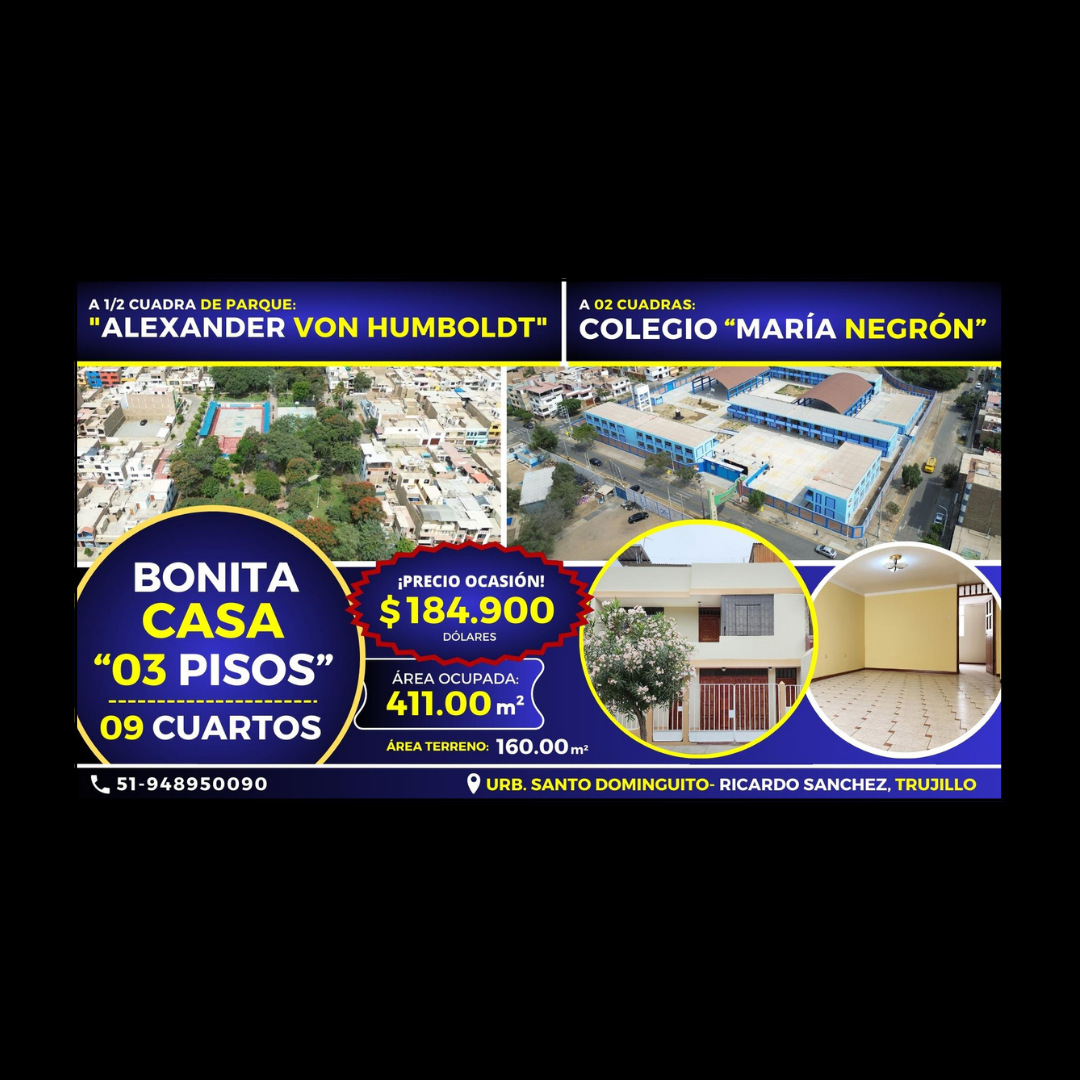 A 1/2 CUADRA DE PARQUE:
"ALEXANDER VON HUMBOLDT"
A 02 CUADRAS:
COLEGIO “MARÍA NEGRÓN”
BONITA
CASA
“03 PISOS”
09 CUARTOS
¡PRECIO OCASIÓN!
$184.900
DÓLARES
ÁREA OCUPADA:
411.00 m²
ÁREA TERRENO: 160.00 m²
51-948950090
URB. SANTO DOMINGUITO- RICARDO SANCHEZ, TRUJILLO